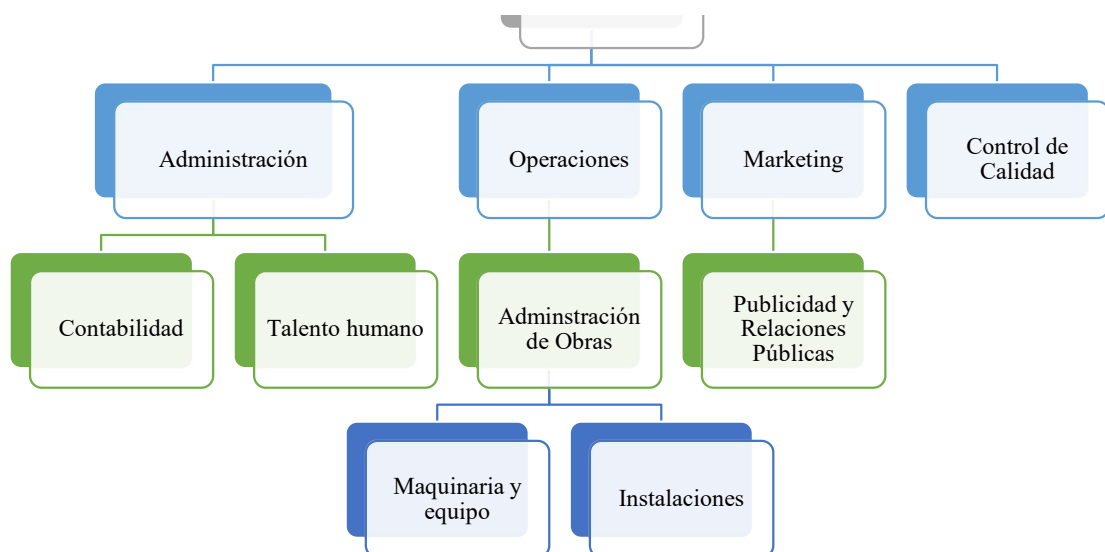 Administración
Operaciones
Marketing
Control de
Calidad
Contabilidad
Talento humano
Adminstración
de Obras
Publicidad y
Relaciones
Públicas
Maquinaria y
equipo
Instalaciones